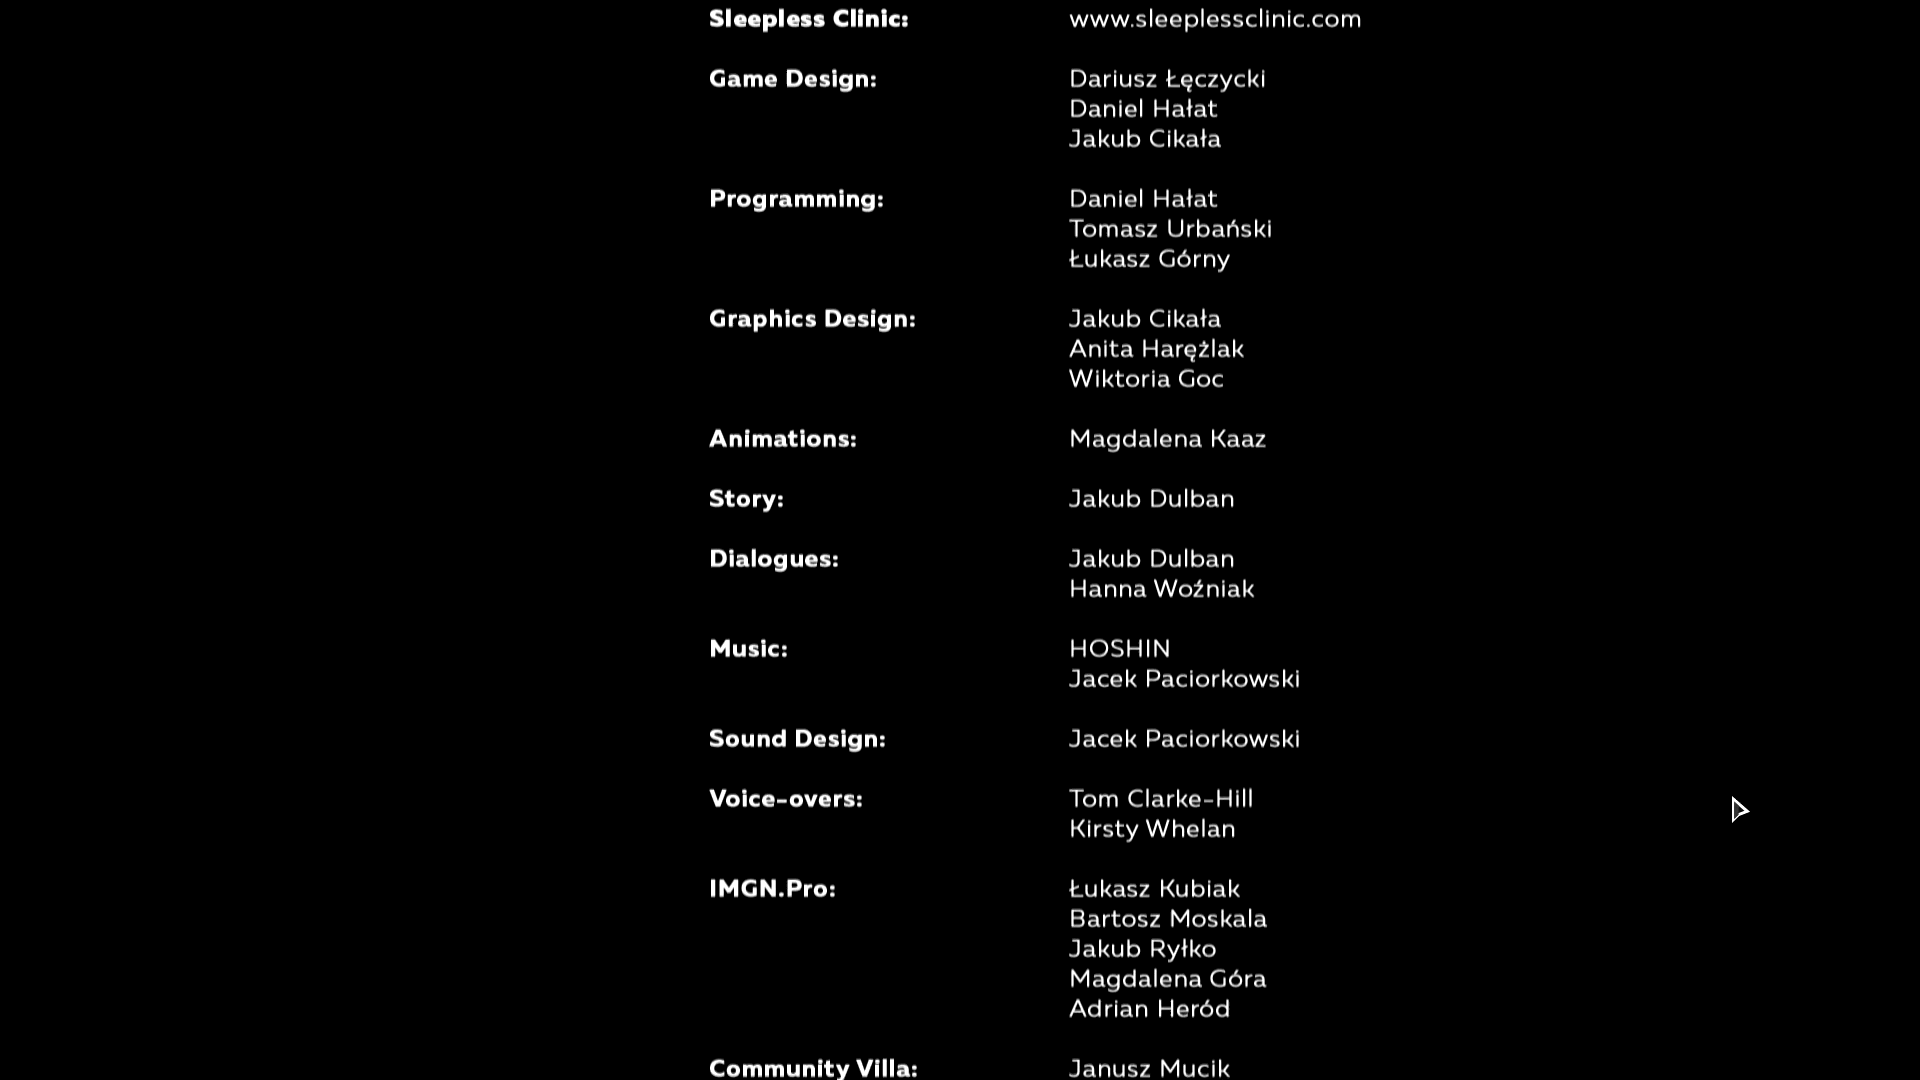 Sleepless Clinic: www.sleeplessclinic.com
Game Design: Dariusz Łęczycki
Daniel Hałat
Jakub Cikała
Programming: Daniel Hałat
Tomasz Urbański
Łukasz Górny
Graphics Design: Jakub Cikała
Anita Harężlak
Wiktoria Goc
Animations: Magdalena Kaaz
Story: Jakub Dulban
Dialogues: Jakub Dulban
Hanna Woźniak
Music: HOSHIN
Jacek Paciorkowski
Sound Design: Jacek Paciorkowski
Voice-overs: Tom Clarke-Hill
Kirsty Whelan
IMGN.Pro: Łukasz Kubiak
Bartosz Moskala
Jakub Ryłko
Magdalena Góra
Adrian Heród
Community Villa: Janusz Mucik